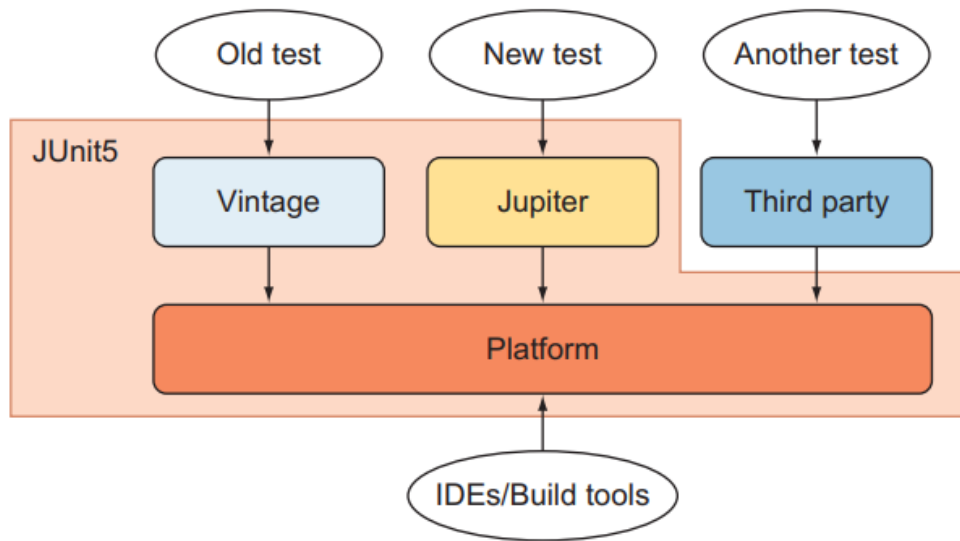 Old test
New test
Another test
JUnit5
Vintage
Jupiter
Third party
Platform
IDEs/Build tools